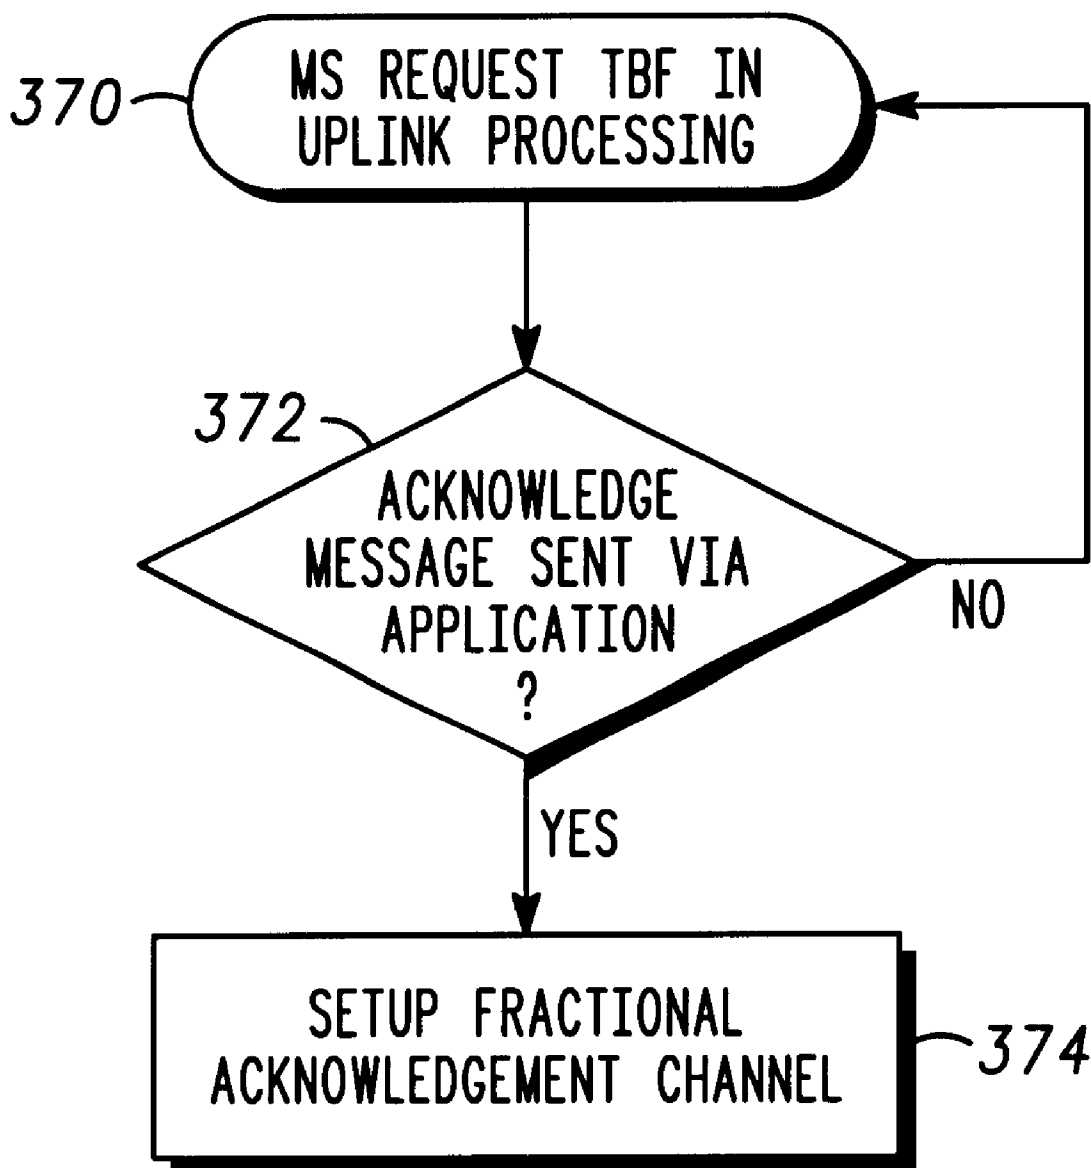 370
MS REQUEST TBF IN
UPLINK PROCESSING
372
ACKNOWLEDGE
MESSAGE SENT VIA
APPLICATION
?
NO
YES
SETUP FRACTIONAL
ACKNOWLEDGEMENT CHANNEL
374